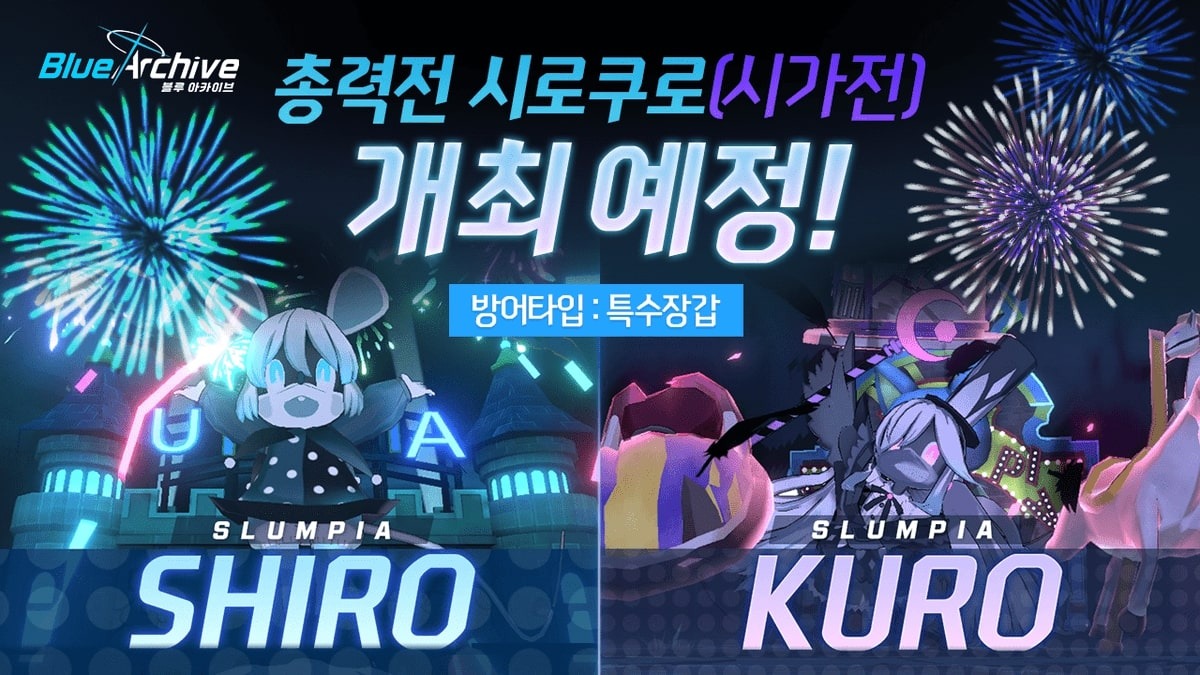 Blue Archive
블루 아카이브
총력전 시로쿠로(시가전)
개최 예정!
방어타입 : 특수장갑
U
A
SLUMPIA
SHIRO
PI
SLUMPIA
KURO